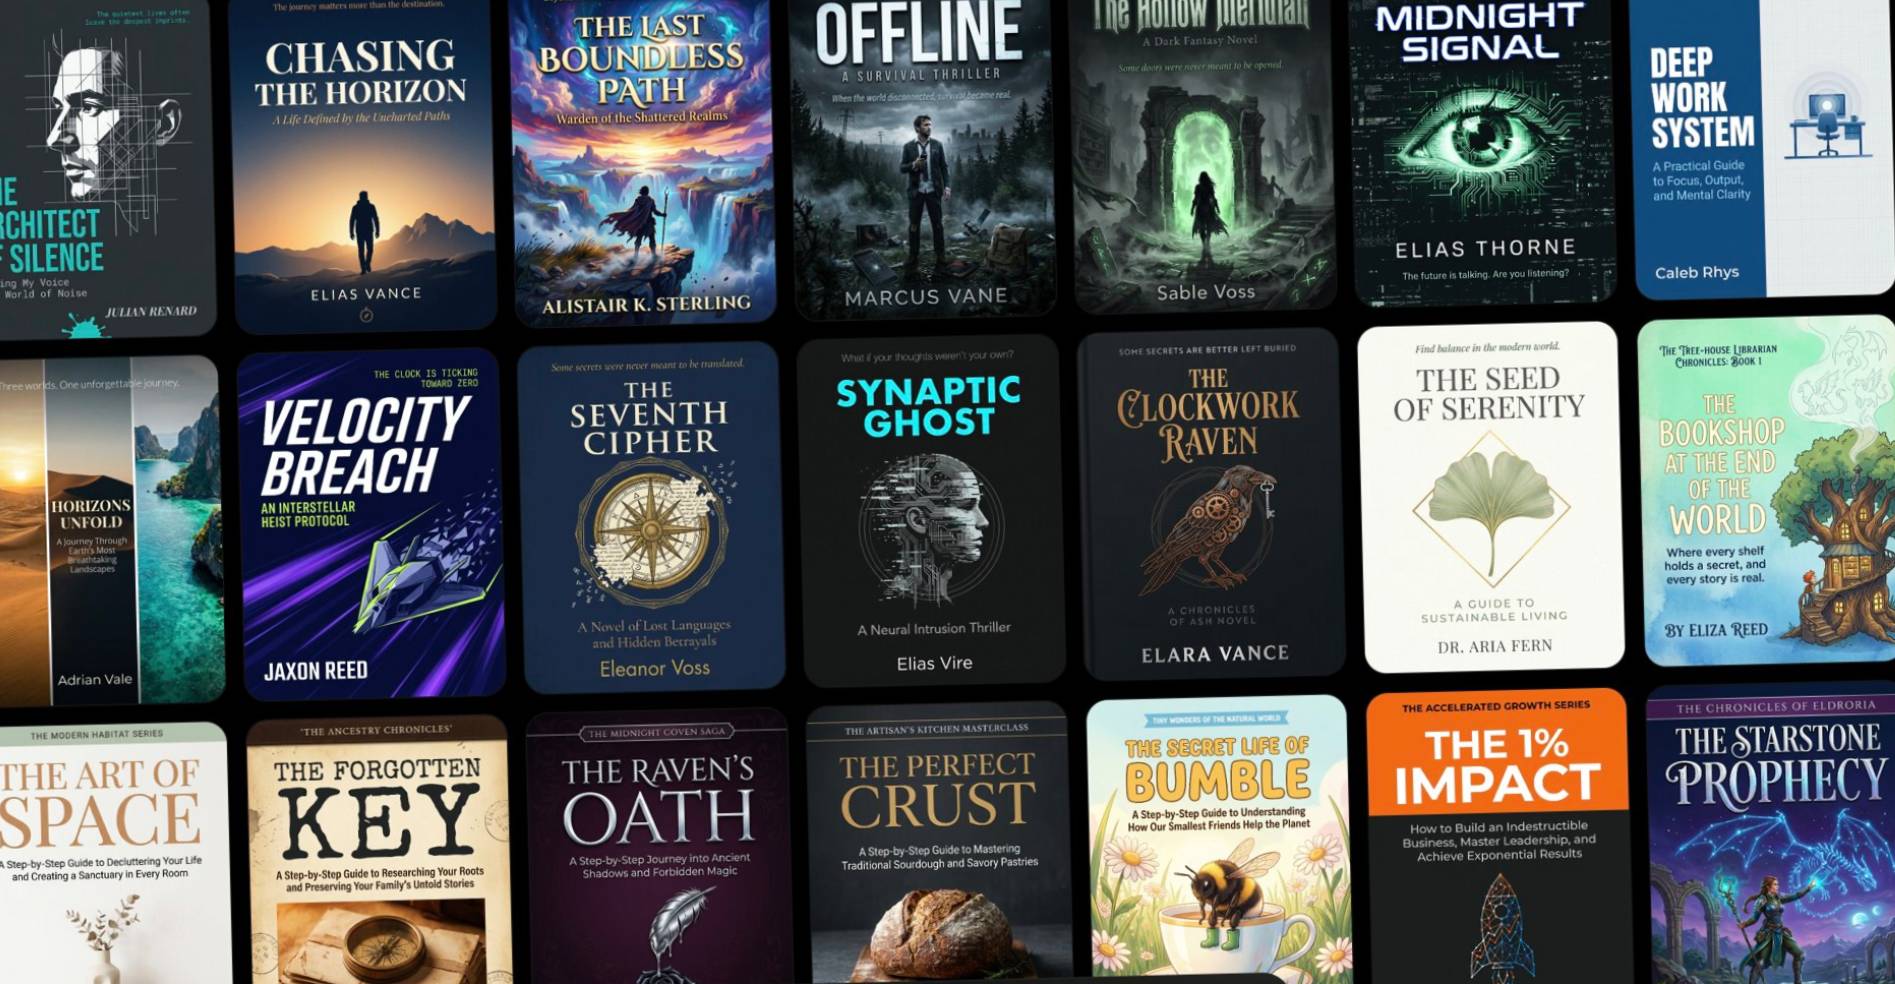 The quietest lives often
leave the deepest imprints.
ARCHITECT
SILENCE
ing My Voice
World of Noise
JULIAN RENARD
The journey matters more than the destination.
CHASING
THE HORIZON
A Life Defined by the Uncharted Paths
ELIAS VANCE
THE LAST
BOUNDLESS
PATH
Warden of the Shattered Realms
ALISTAIR K. STERLING
OFFLINE
A SURVIVAL THRILLER
When the world disconnected, survival became real.
MARCUS VANE
The Hollow Meridian
A Dark Fantasy Novel
Some doors were never meant to be opened.
Sable Voss
MIDNIGHT
SIGNAL
ELIAS THORNE
The future is talking. Are you listening?
DEEP
WORK
SYSTEM
A Practical Guide
to Focus, Output,
and Mental Clarity
Caleb Rhys
Three worlds. One unforgettable journey.
HORIZONS
UNFOLD
A Journey Through
Earth's Most
Breathtaking
Landscapes
Adrian Vale
THE CLOCK IS TICKING
TOWARD ZERO
VELOCITY
BREACH
AN INTERSTELLAR
HEIST PROTOCOL
JAXON REED
Some secrets were never meant to be translated.
THE
SEVENTH
CIPHER
A Novel of Lost Languages
and Hidden Betrayals
Eleanor Voss
What if your thoughts weren't your own?
SYNAPTIC
GHOST
A Neural Intrusion Thriller
Elias Vire
SOME SECRETS ARE BETTER LEFT BURIED
THE
CLOCKWORK
RAVEN
A CHRONICLES
OF ASH NOVEL
ELARA VANCE
Find balance in the modern world.
THE SEED
OF SERENITY
A GUIDE TO
SUSTAINABLE LIVING
DR. ARIA FERN
THE TREE-HOUSE LIBRARIAN
CHRONICLES: BOOK 1
THE
BOOKSHOP
AT THE END
OF THE
WORLD
Where every shelf
holds a secret, and
every story is real.
BY ELIZA REED
THE MODERN HABITAT SERIES
THE ART OF
SPACE
A Step-by-Step Guide to Decluttering Your Life
and Creating a Sanctuary in Every Room
'THE ANCESTRY CHRONICLES'
THE FORGOTTEN
KEY
A Step-by-Step Guide to Researching Your Roots
and Preserving Your Family's Untold Stories
THE MIDNIGHT COVEN SAGA
THE RAVEN'S
OATH
A Step-by-Step Journey into Ancient
Shadows and Forbidden Magic
THE ARTISAN'S KITCHEN MASTERCLASS
THE PERFECT
CRUST
A Step-by-Step Guide to Mastering
Traditional Sourdough and Savory Pastries
TINY WONDERS OF THE NATURAL WORLD
THE SECRET LIFE OF
BUMBLE
A Step-by-Step Guide to Understanding
How Our Smallest Friends Help the Planet
THE ACCELERATED GROWTH SERIES
THE 1%
IMPACT
How to Build an Indestructible
Business, Master Leadership, and
Achieve Exponential Results
THE CHRONICLES OF ELDRORIA
THE STARSTONE
PROPHECY